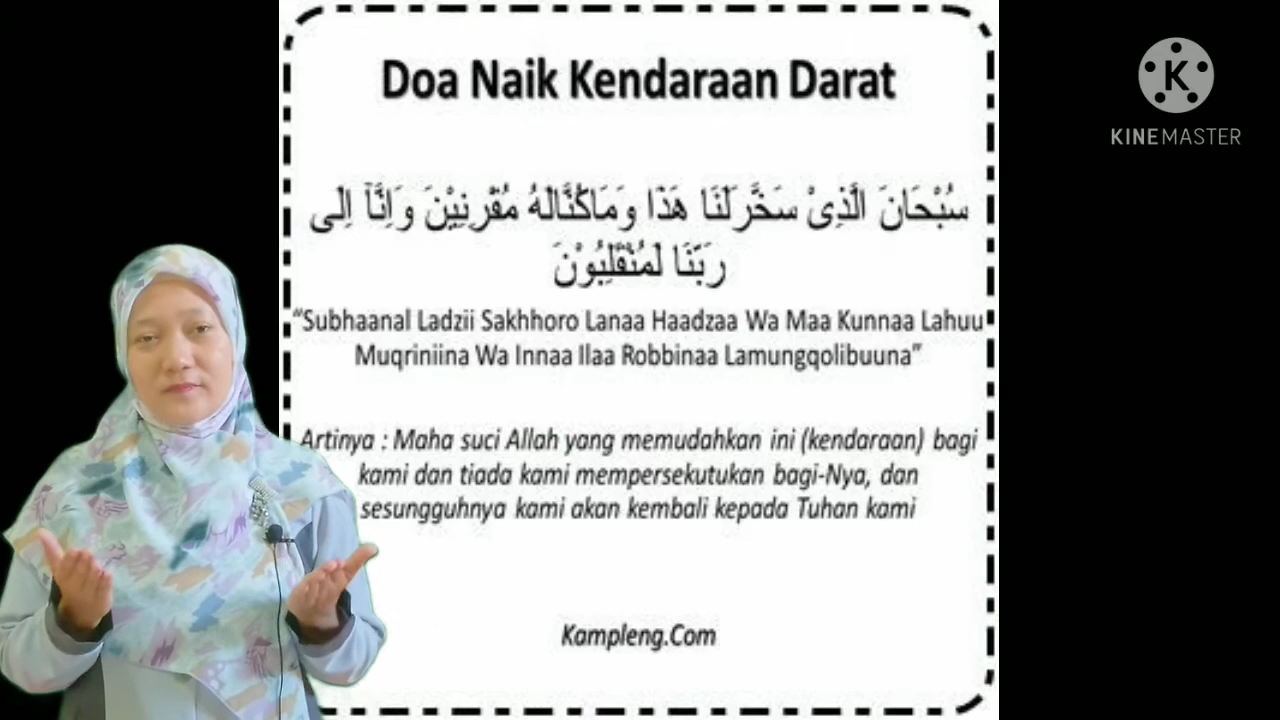 Doa Naik Kendaraan Darat
سُبْحَانَ الَّذِىْ سَخَّرَلَنَا هٰذَا وَمَاكُنَّالَهُ مُقْرِنِيْنَ وَاِنَّآ اِلٰى
رَبِّنَا لَمُنْقَلِبُوْنَ
“Subhaanal Ladzii Sakhhoro Lanaa Haadzaa Wa Maa Kunnaa Lahuu
Muqriniina Wa Innaa Ilaa Robbinaa Lamungqolibuuna”
Artinya : Maha suci Allah yang memudahkan ini (kendaraan) bagi
kami dan tiada kami mempersekutukan bagi-Nya, dan
sesungguhnya kami akan kembali kepada Tuhan kami
Kampleng.Com
K
KINEMASTER